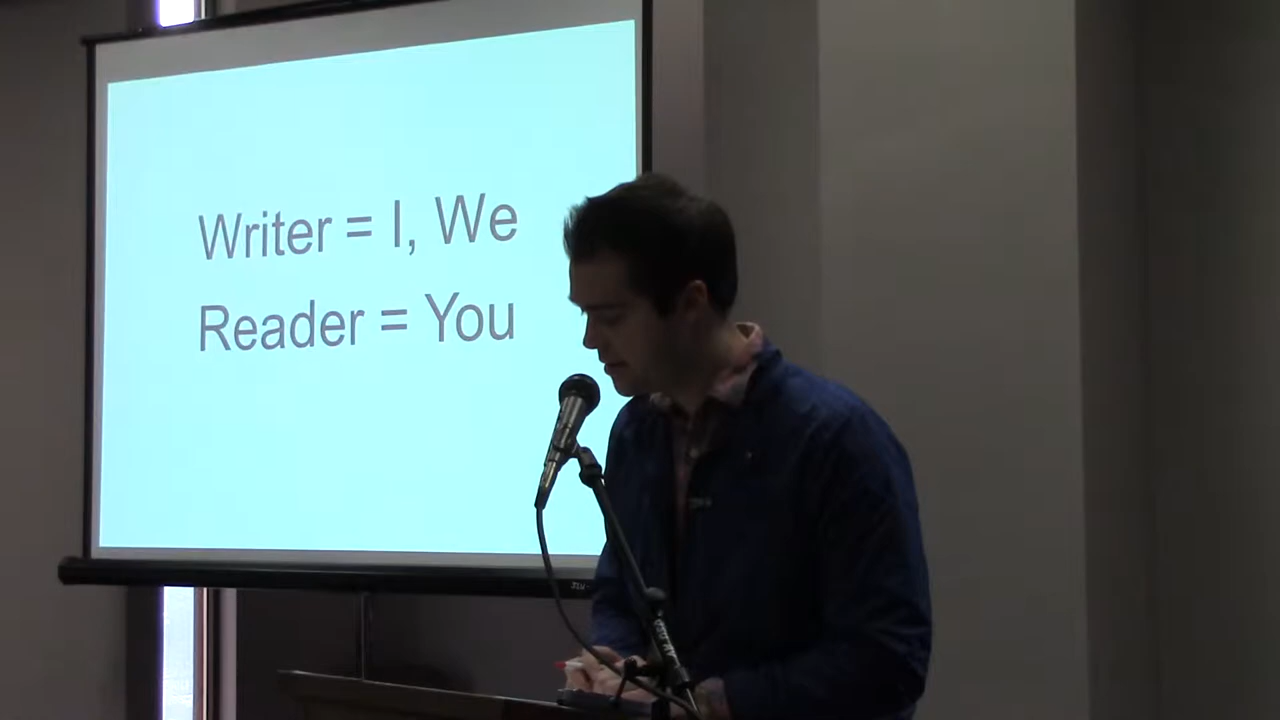 Writer = I, We
Reader = You